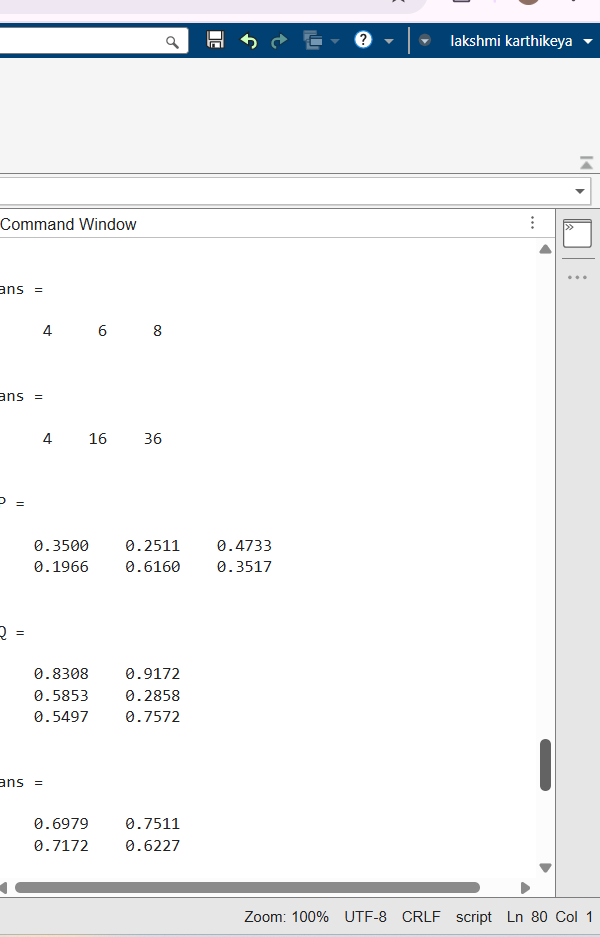 lakshmi karthikeya
Command Window
ans =
4 6 8
ans =
4 16 36
P =
0.3500 0.2511 0.4733
0.1966 0.6160 0.3517
Q =
0.8308 0.9172
0.5853 0.2858
0.5497 0.7572
ans =
0.6979 0.7511
0.7172 0.6227
Zoom: 100% UTF-8 CRLF script Ln 80 Col 1